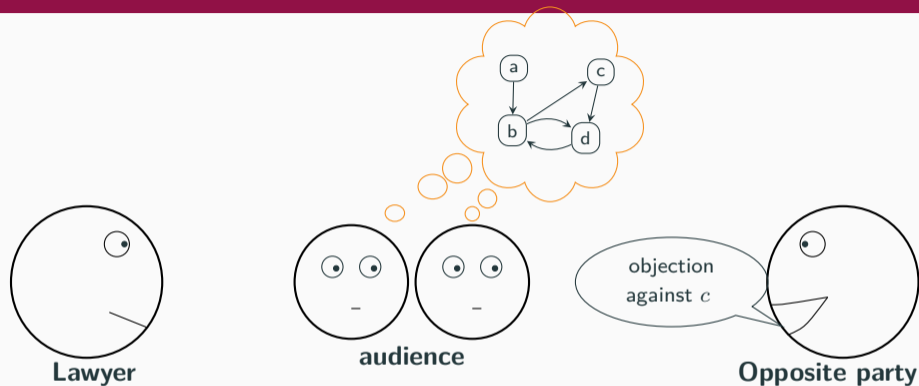 a
c
b
d
objection
against c
audience
Lawyer
Opposite party